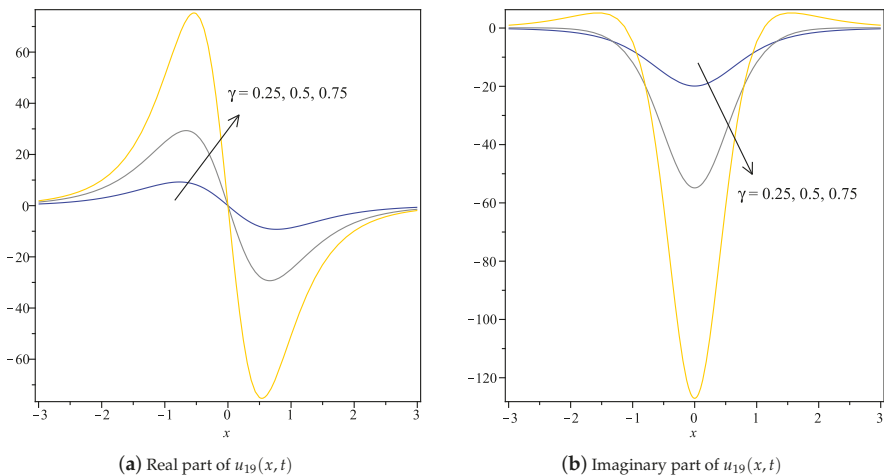 60
40
20
0
−20
−40
−60
γ = 0.25, 0.5, 0.75
−3 −2 −1 0 1 2 3
x
(a) Real part of u₁₉(x, t)
0
−20
−40
−60
−80
−100
−120
γ = 0.25, 0.5, 0.75
−3 −2 −1 0 1 2 3
x
(b) Imaginary part of u₁₉(x, t)